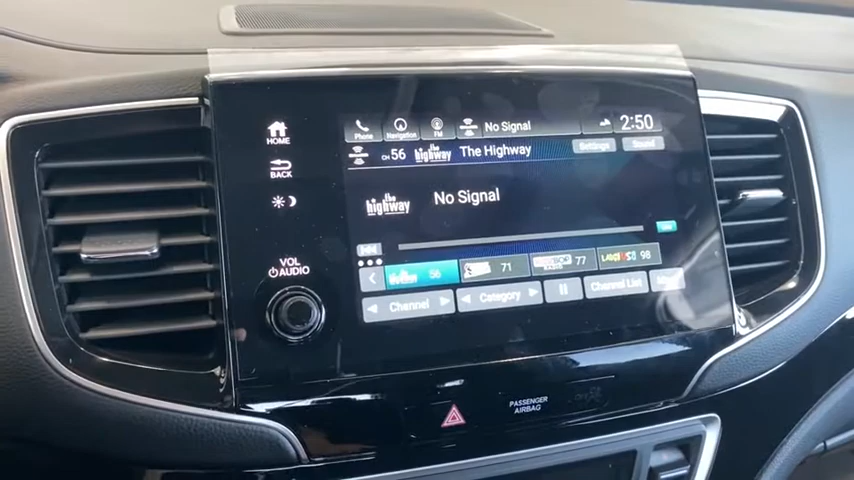 HOME
BACK
VOL
AUDIO
Phone Navigation FM No Signal 2:50
CH 56 the highway The Highway Settings Sound
the highway No Signal
56 71 77 98
Channel Category Channel List More
PASSENGER
AIRBAG